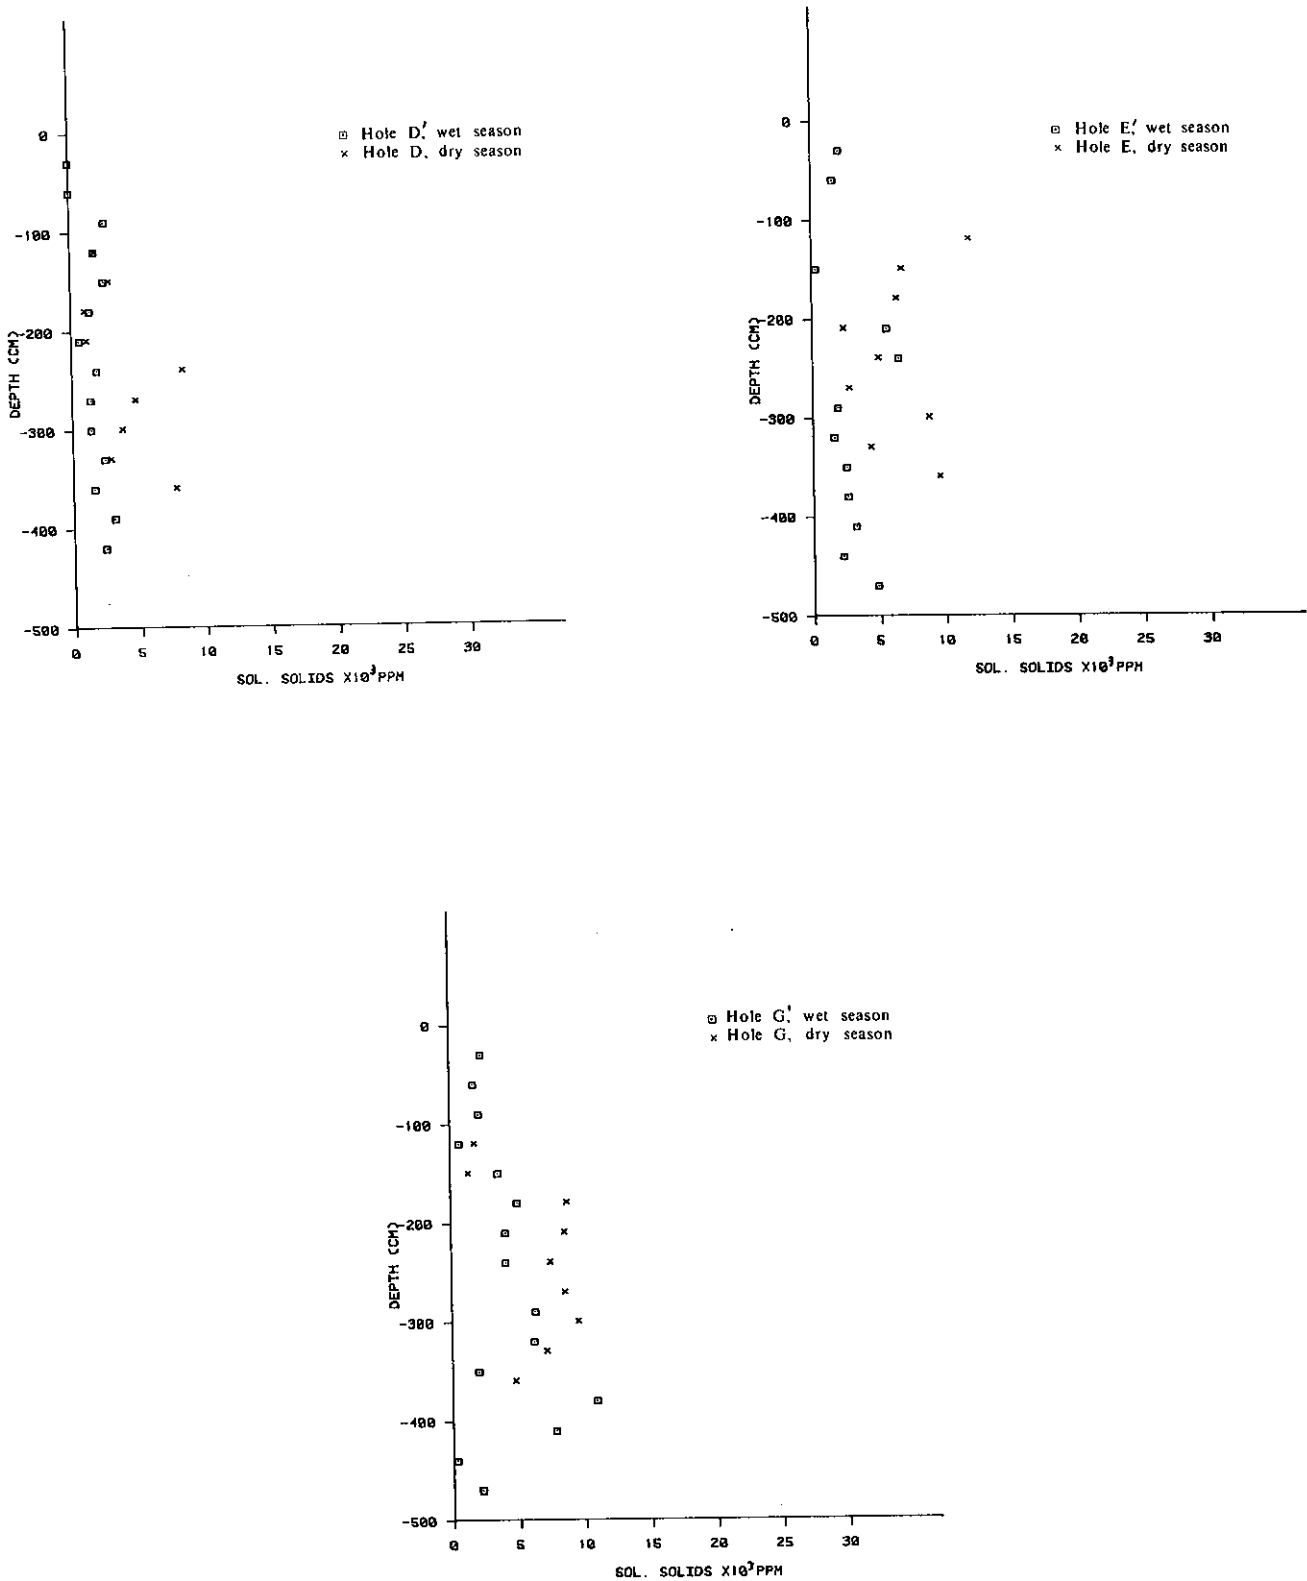 Hole D', wet season
Hole D, dry season
0
-100
-200
-300
-400
-500
DEPTH (CM)
0 5 10 15 20 25 30
SOL. SOLIDS X10³PPM
Hole E', wet season
Hole E, dry season
0
-100
-200
-300
-400
-500
DEPTH (CM)
0 5 10 15 20 25 30
SOL. SOLIDS X10³PPM
Hole G', wet season
Hole G, dry season
0
-100
-200
-300
-400
-500
DEPTH (CM)
0 5 10 15 20 25 30
SOL. SOLIDS X10³PPM